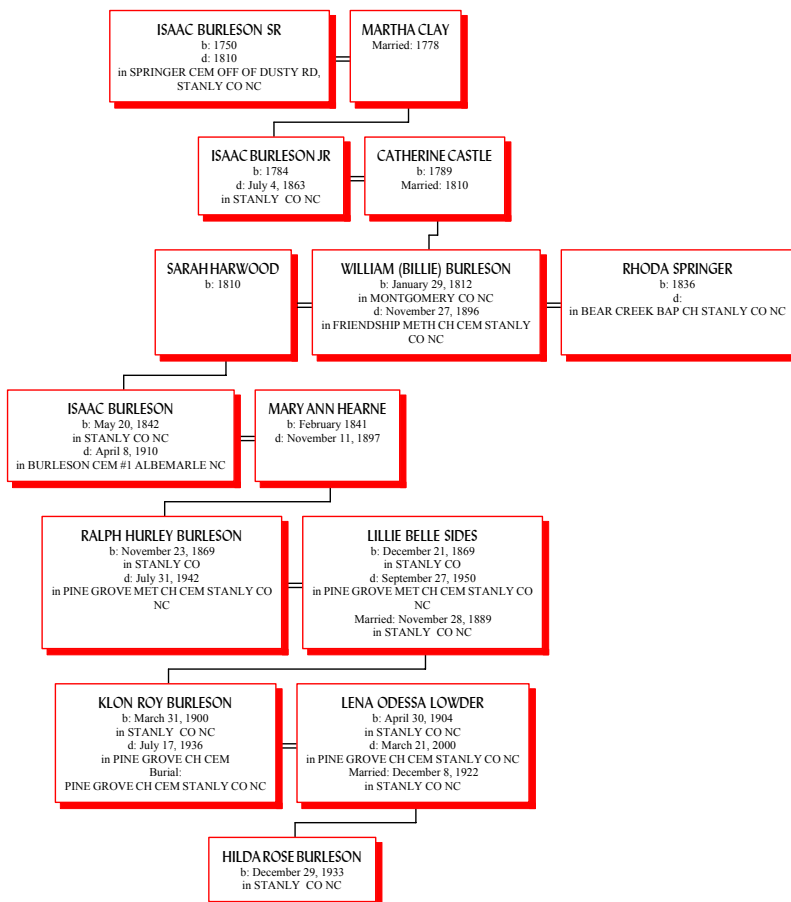 ISAAC BURLESON SR
b: 1750
d: 1810
in SPRINGER CEM OFF OF DUSTY RD,
STANLY CO NC
MARTHA CLAY
Married: 1778
ISAAC BURLESON JR
b: 1784
d: July 4, 1863
in STANLY CO NC
CATHERINE CASTLE
b: 1789
Married: 1810
SARAH HARWOOD
b: 1810
WILLIAM (BILLIE) BURLESON
b: January 29, 1812
in MONTGOMERY CO NC
d: November 27, 1896
in FRIENDSHIP METH CH CEM STANLY
CO NC
RHODA SPRINGER
b: 1836
d:
in BEAR CREEK BAP CH STANLY CO NC
ISAAC BURLESON
b: May 20, 1842
in STANLY CO NC
d: April 8, 1910
in BURLESON CEM #1 ALBEMARLE NC
MARY ANN HEARNE
b: February 1841
d: November 11, 1897
RALPH HURLEY BURLESON
b: November 23, 1869
in STANLY CO
d: July 31, 1942
in PINE GROVE MET CH CEM STANLY CO
NC
LILLIE BELLE SIDES
b: December 21, 1869
in STANLY CO
d: September 27, 1950
in PINE GROVE MET CH CEM STANLY CO
NC
Married: November 28, 1889
in STANLY CO NC
KLON ROY BURLESON
b: March 31, 1900
in STANLY CO NC
d: July 17, 1936
in PINE GROVE CH CEM
Burial:
PINE GROVE CH CEM STANLY CO NC
LENA ODESSA LOWDER
b: April 30, 1904
in STANLY CO NC
d: March 21, 2000
in PINE GROVE CH CEM STANLY CO NC
Married: December 8, 1922
in STANLY CO NC
HILDA ROSE BURLESON
b: December 29, 1933
in STANLY CO NC